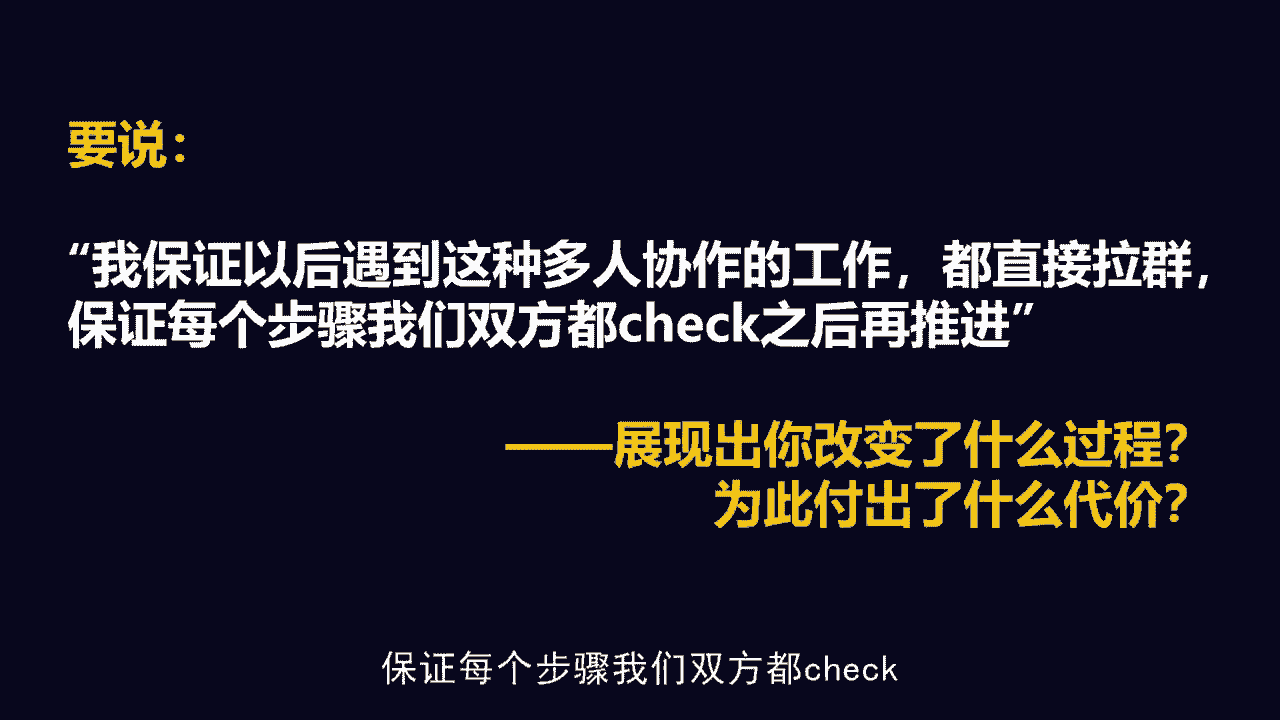 要说：
“我保证以后遇到这种多人协作的工作，都直接拉群，
保证每个步骤我们双方都check之后再推进”
——展现出你改变了什么过程？
为此付出了什么代价？
保证每个步骤我们双方都check